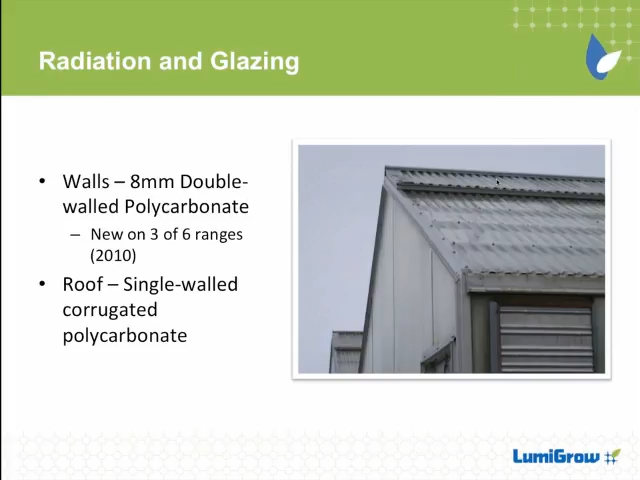 Radiation and Glazing
• Walls – 8mm Double-
walled Polycarbonate
– New on 3 of 6 ranges
(2010)
• Roof – Single-walled
corrugated
polycarbonate
LumiGrow